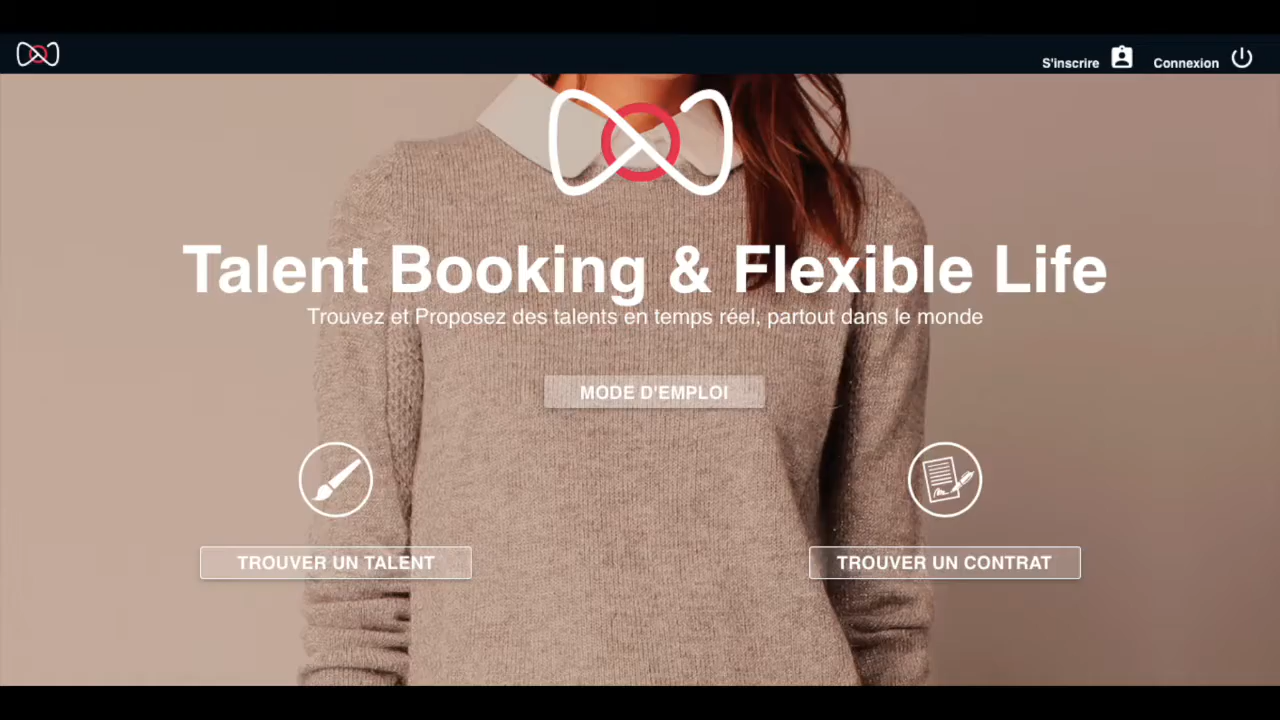 S'inscrire
Connexion
Talent Booking & Flexible Life
Trouvez et Proposez des talents en temps réel, partout dans le monde
MODE D'EMPLOI
TROUVER UN TALENT
TROUVER UN CONTRAT